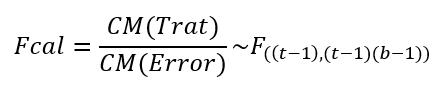 Fcal = CM(Trat) / CM(Error) ~ F((t−1),(t−1)(b−1))